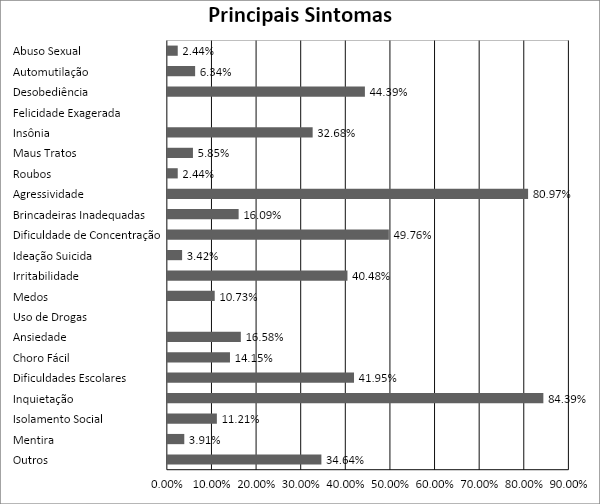 Principais Sintomas
Abuso Sexual 2.44%
Automutilação 6.34%
Desobediência 44.39%
Felicidade Exagerada
Insônia 32.68%
Maus Tratos 5.85%
Roubos 2.44%
Agressividade 80.97%
Brincadeiras Inadequadas 16.09%
Dificuldade de Concentração 49.76%
Ideação Suicida 3.42%
Irritabilidade 40.48%
Medos 10.73%
Uso de Drogas
Ansiedade 16.58%
Choro Fácil 14.15%
Dificuldades Escolares 41.95%
Inquietação 84.39%
Isolamento Social 11.21%
Mentira 3.91%
Outros 34.64%
0.00% 10.00% 20.00% 30.00% 40.00% 50.00% 60.00% 70.00% 80.00% 90.00%